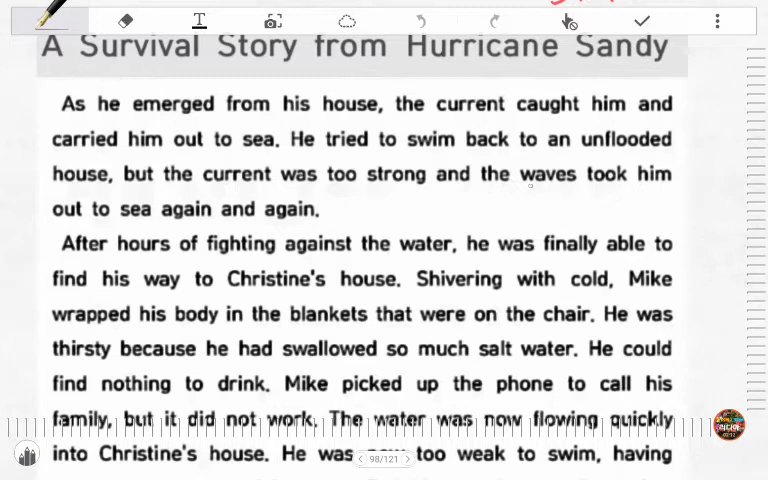 A Survival Story from Hurricane Sandy
As he emerged from his house, the current caught him and
carried him out to sea. He tried to swim back to an unflooded
house, but the current was too strong and the waves took him
out to sea again and again.
After hours of fighting against the water, he was finally able to
find his way to Christine's house. Shivering with cold, Mike
wrapped his body in the blankets that were on the chair. He was
thirsty because he had swallowed so much salt water. He could
find nothing to drink. Mike picked up the phone to call his
family, but it did not work. The water was now flowing quickly
into Christine's house. He was now too weak to swim, having
98/121